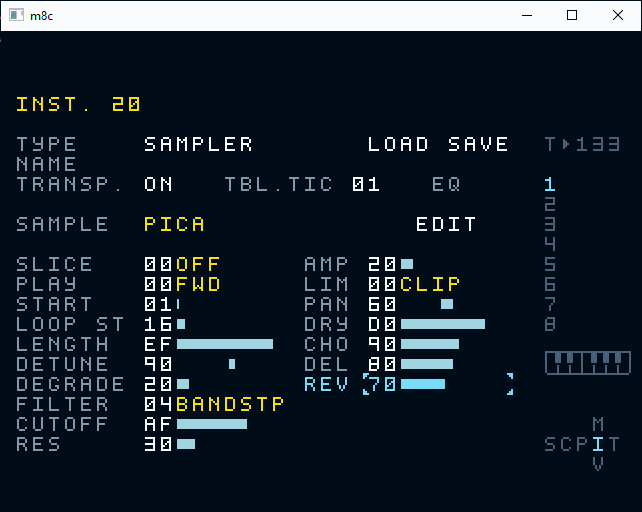 m8c
INST. 20
TYPE SAMPLER LOAD SAVE T▸133
NAME
TRANSP. ON TBL.TIC 01 EQ 1
2
SAMPLE PICA EDIT 3
4
SLICE 00OFF AMP 20 5
PLAY 00FWD LIM 00CLIP 6
START 01 PAN 60 7
LOOP ST 16 DRY D0 8
LENGTH EF CHO 90
DETUNE 90 DEL 80
DEGRADE 20 REV 70
FILTER 04BANDSTP
CUTOFF AF M
RES 30 SCPIT
V